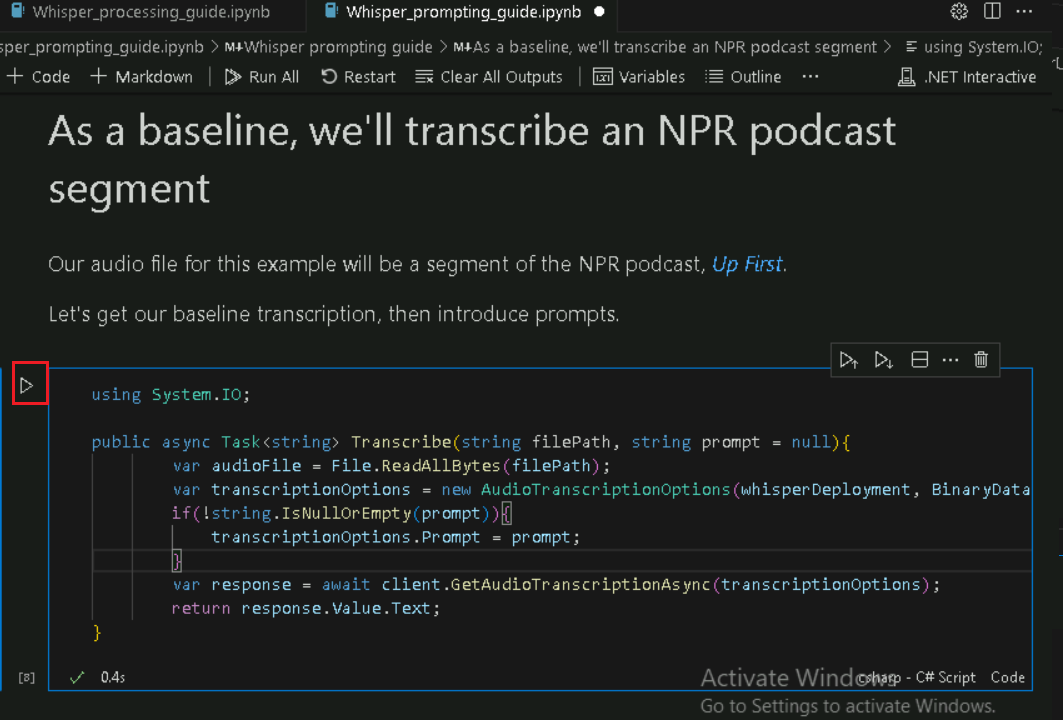 Whisper_processing_guide.ipynb Whisper_prompting_guide.ipynb
sper_prompting_guide.ipynb > M↓Whisper prompting guide > M↓As a baseline, we'll transcribe an NPR podcast segment > using System.IO;
+ Code + Markdown Run All Restart Clear All Outputs Variables Outline ... .NET Interactive
As a baseline, we'll transcribe an NPR podcast
segment
Our audio file for this example will be a segment of the NPR podcast, Up First.
Let's get our baseline transcription, then introduce prompts.
using System.IO;
public async Task<string> Transcribe(string filePath, string prompt = null){
var audioFile = File.ReadAllBytes(filePath);
var transcriptionOptions = new AudioTranscriptionOptions(whisperDeployment, BinaryData
if(!string.IsNullOrEmpty(prompt)){
transcriptionOptions.Prompt = prompt;
}
var response = await client.GetAudioTranscriptionAsync(transcriptionOptions);
return response.Value.Text;
}
[8] ✓ 0.4s csharp - C# Script Code
Activate Windows
Go to Settings to activate Windows.